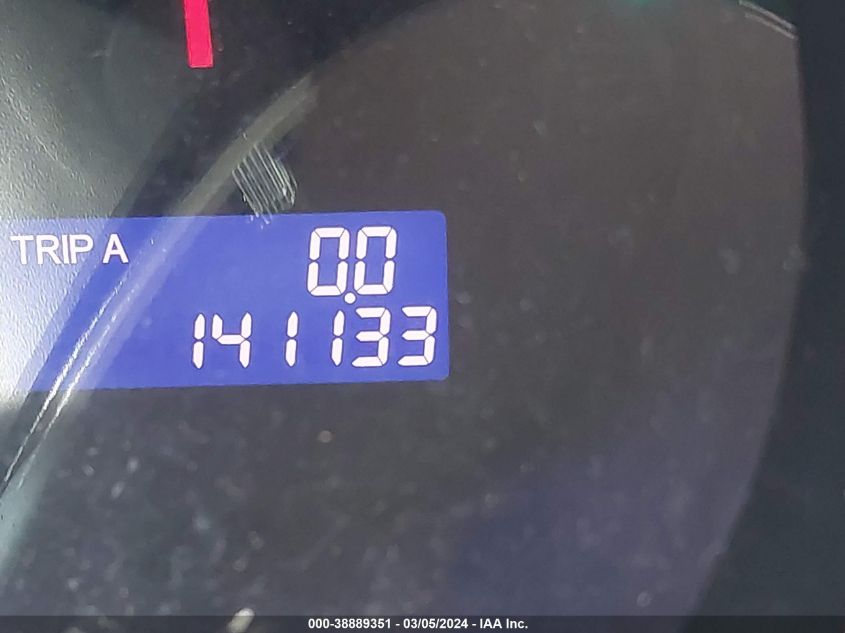 TRIP A 0.0
141133
000-38889351 - 03/05/2024 - IAA Inc.